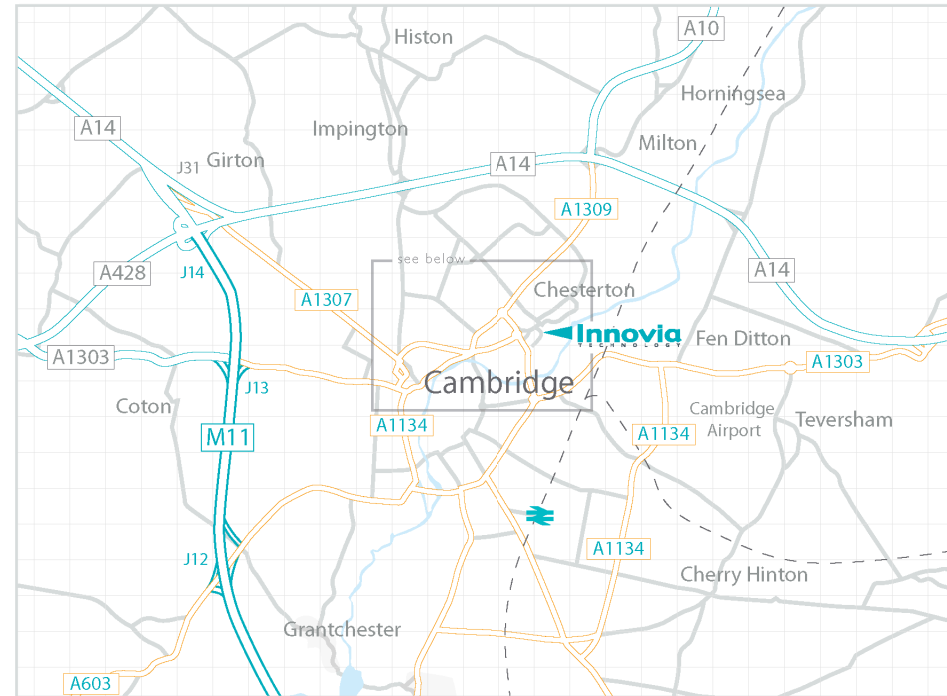 A10
Histon
Horningsea
A14
Impington
Milton
J31
Girton
A14
A1309
A428
J14
A14
see below
A1307
Chesterton
Innovia
TECHNOLOGY
Fen Ditton
A1303
A1303
J13
Cambridge
Coton
A1134
Cambridge
Airport
Teversham
M11
A1134
J12
A1134
Cherry Hinton
Grantchester
A603